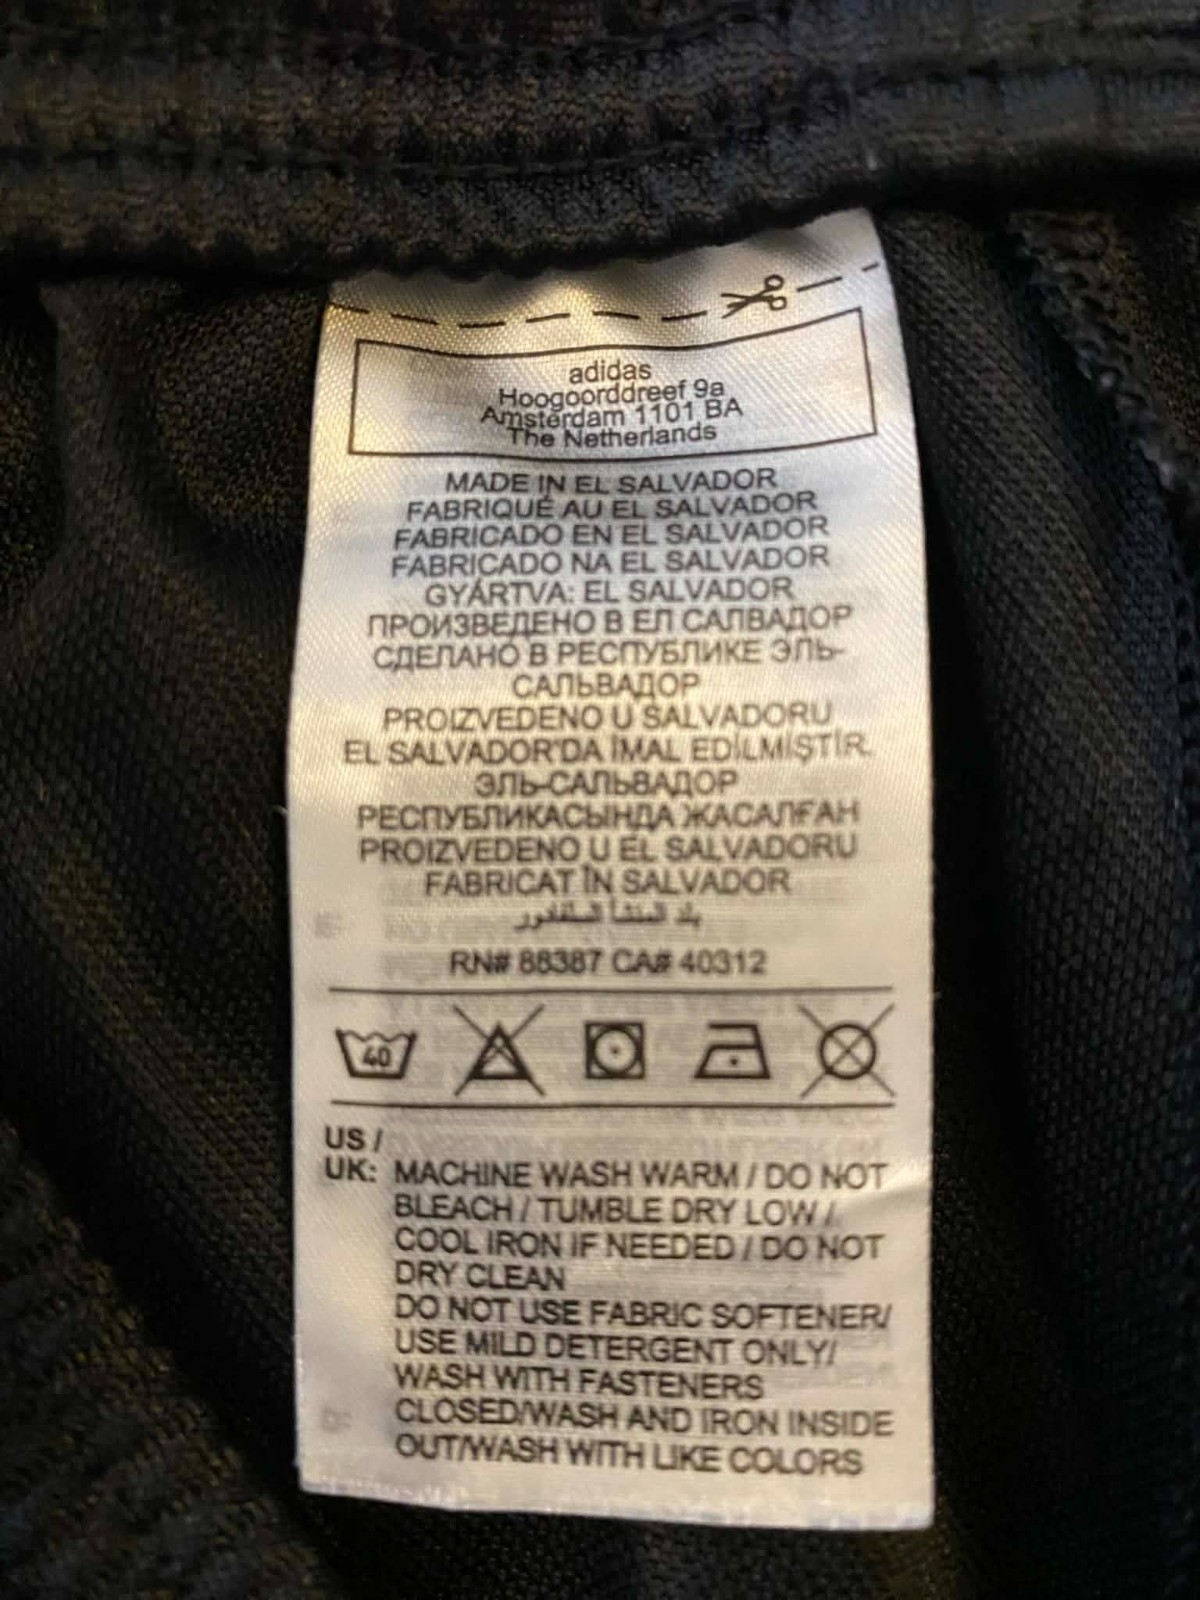 adidas
Hoogoorddreef 9a
Amsterdam 1101 BA
The Netherlands
MADE IN EL SALVADOR
FABRIQUÉ AU EL SALVADOR
FABRICADO EN EL SALVADOR
FABRICADO NA EL SALVADOR
GYÁRTVA: EL SALVADOR
ПРОИЗВЕДЕНО В ЕЛ САЛВАДОР
СДЕЛАНО В РЕСПУБЛИКЕ ЭЛЬ-
САЛЬВАДОР
PROIZVEDENO U SALVADORU
EL SALVADOR'DA İMAL EDİLMİŞTİR.
ЭЛЬ-САЛЬВАДОР
РЕСПУБЛИКАСЫНДА ЖАСАЛҒАН
PROIZVEDENO U EL SALVADORU
FABRICAT ÎN SALVADOR
بلد المنشأ السلفادور
RN# 88387 CA# 40312
40
US /
UK: MACHINE WASH WARM / DO NOT
BLEACH / TUMBLE DRY LOW /
COOL IRON IF NEEDED / DO NOT
DRY CLEAN
DO NOT USE FABRIC SOFTENER/
USE MILD DETERGENT ONLY/
WASH WITH FASTENERS
CLOSED/WASH AND IRON INSIDE
OUT/WASH WITH LIKE COLORS